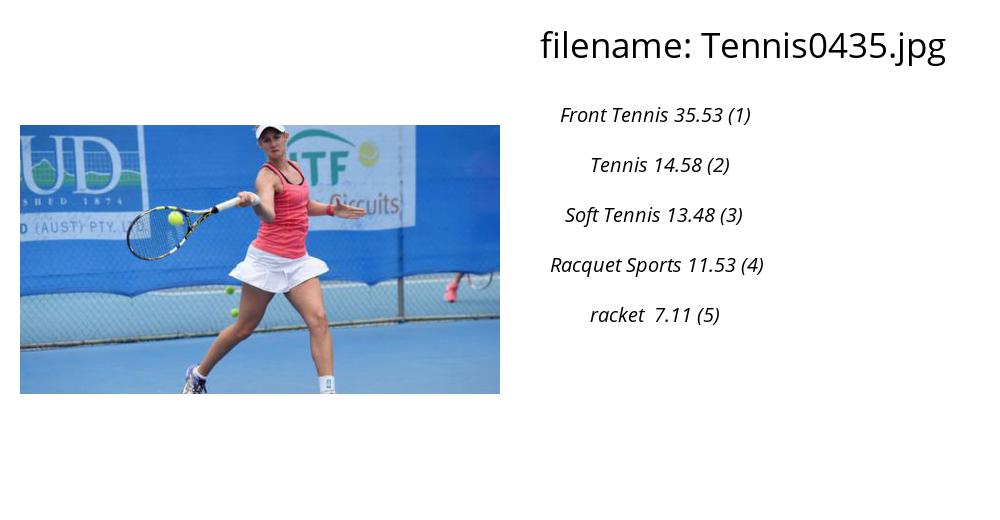 filename: Tennis0435.jpg
Front Tennis 35.53 (1)
Tennis 14.58 (2)
Soft Tennis 13.48 (3)
Racquet Sports 11.53 (4)
racket 7.11 (5)
UD
SHED 1874
(AUST) PTY. LTD.
ITF
Circuits